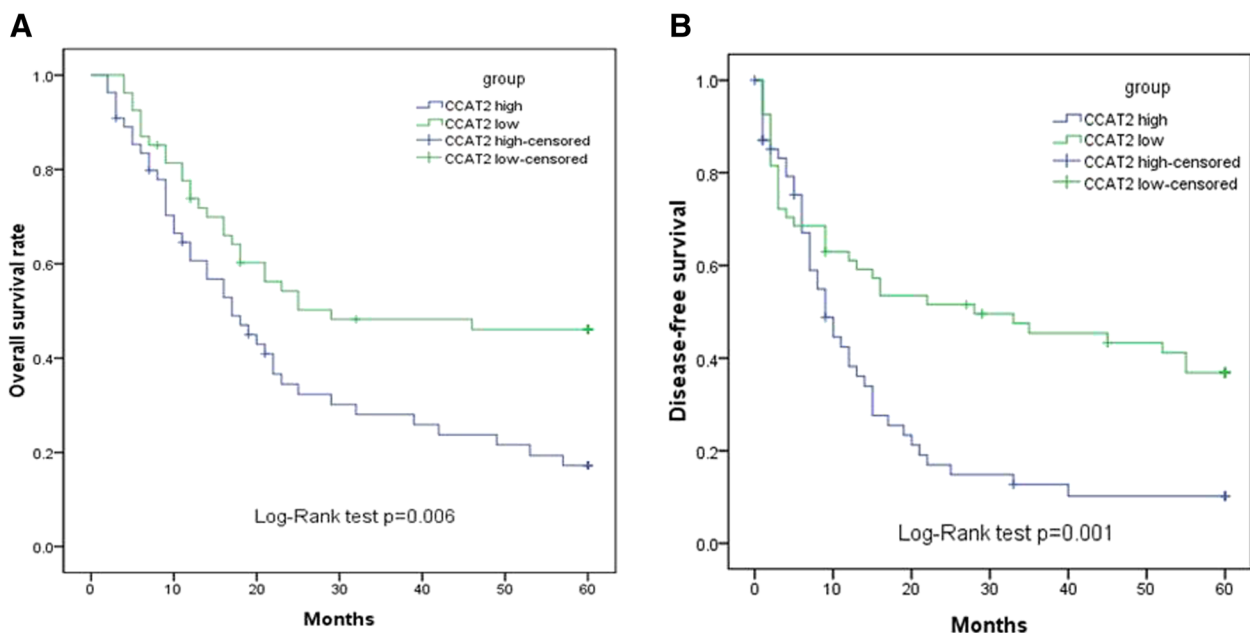 A
group
CCAT2 high
CCAT2 low
CCAT2 high-censored
CCAT2 low-censored
Overall survival rate
1.0
0.8
0.6
0.4
0.2
0.0
Log-Rank test p=0.006
0 10 20 30 40 50 60
Months
B
group
CCAT2 high
CCAT2 low
CCAT2 high-censored
CCAT2 low-censored
Disease-free survival
1.0
0.8
0.6
0.4
0.2
0.0
Log-Rank test p=0.001
0 10 20 30 40 50 60
Months